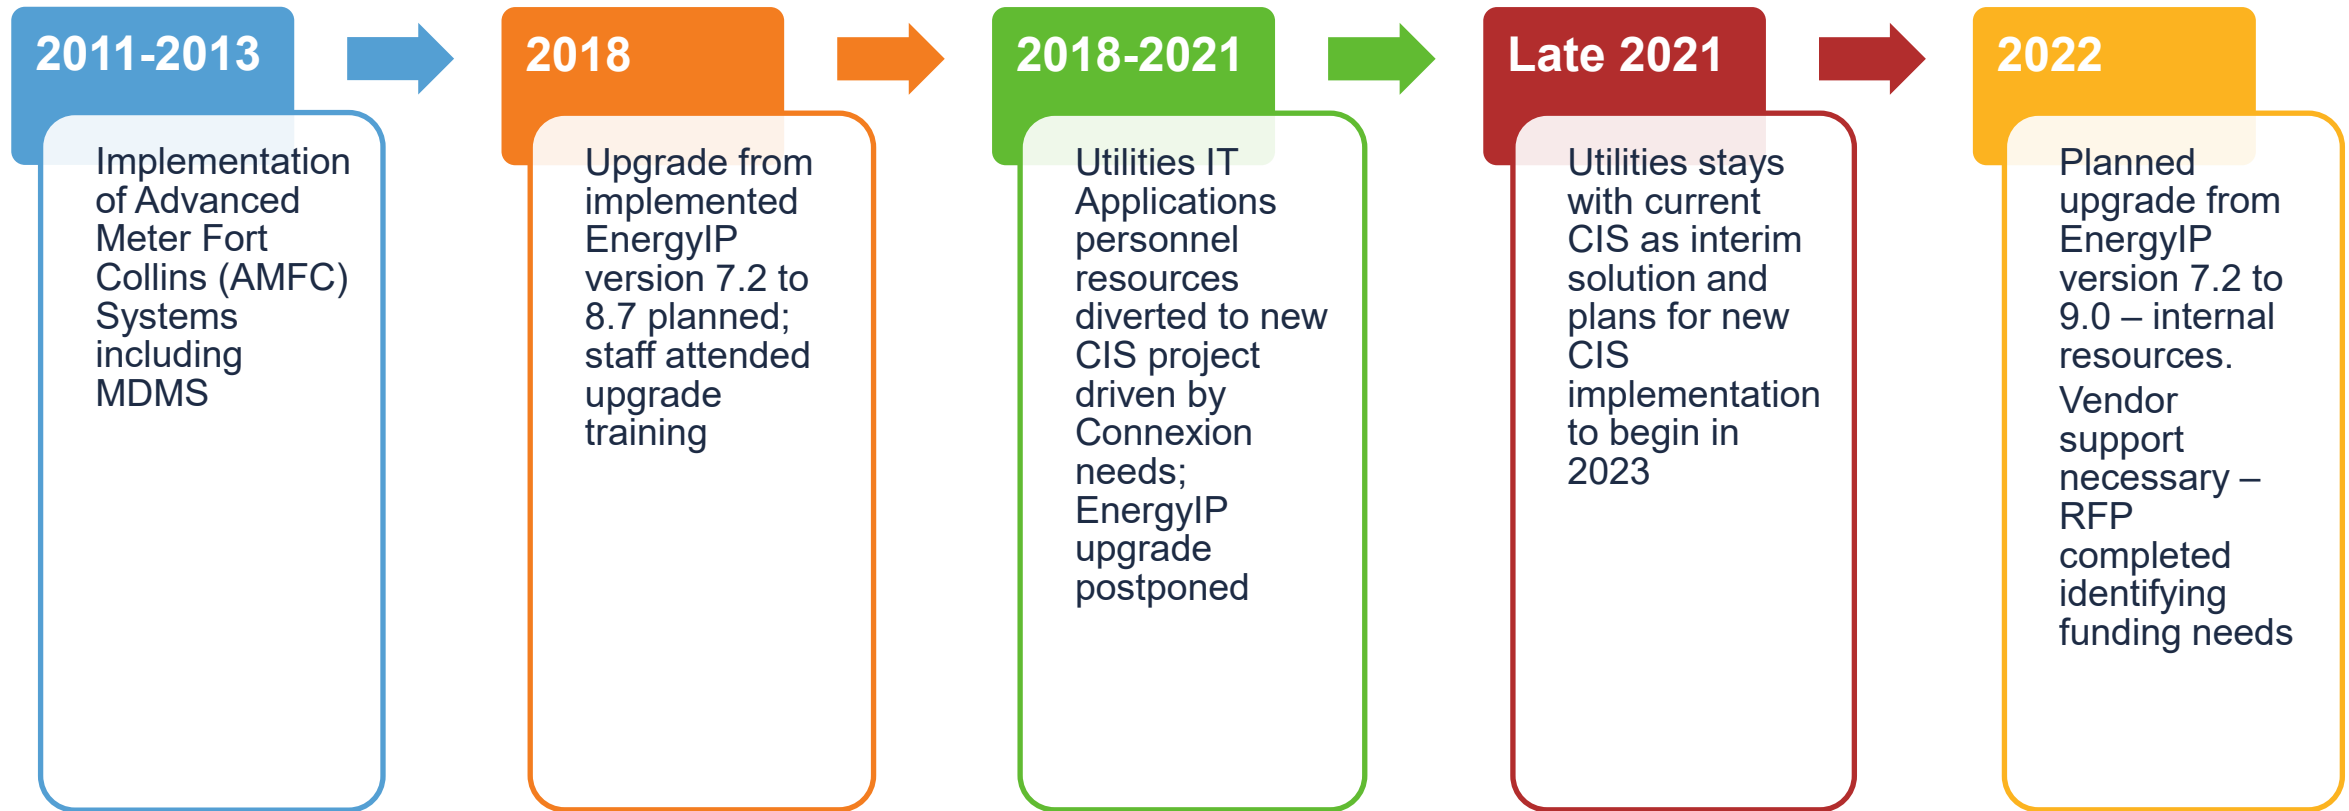 2011-2013
Implementation
of Advanced
Meter Fort
Collins (AMFC)
Systems
including
MDMS
2018
Upgrade from
implemented
EnergyIP
version 7.2 to
8.7 planned;
staff attended
upgrade
training
2018-2021
Utilities IT
Applications
personnel
resources
diverted to new
CIS project
driven by
Connexion
needs;
EnergyIP
upgrade
postponed
Late 2021
Utilities stays
with current
CIS as interim
solution and
plans for new
CIS
implementation
to begin in
2023
2022
Planned
upgrade from
EnergyIP
version 7.2 to
9.0 – internal
resources.
Vendor
support
necessary –
RFP
completed
identifying
funding needs